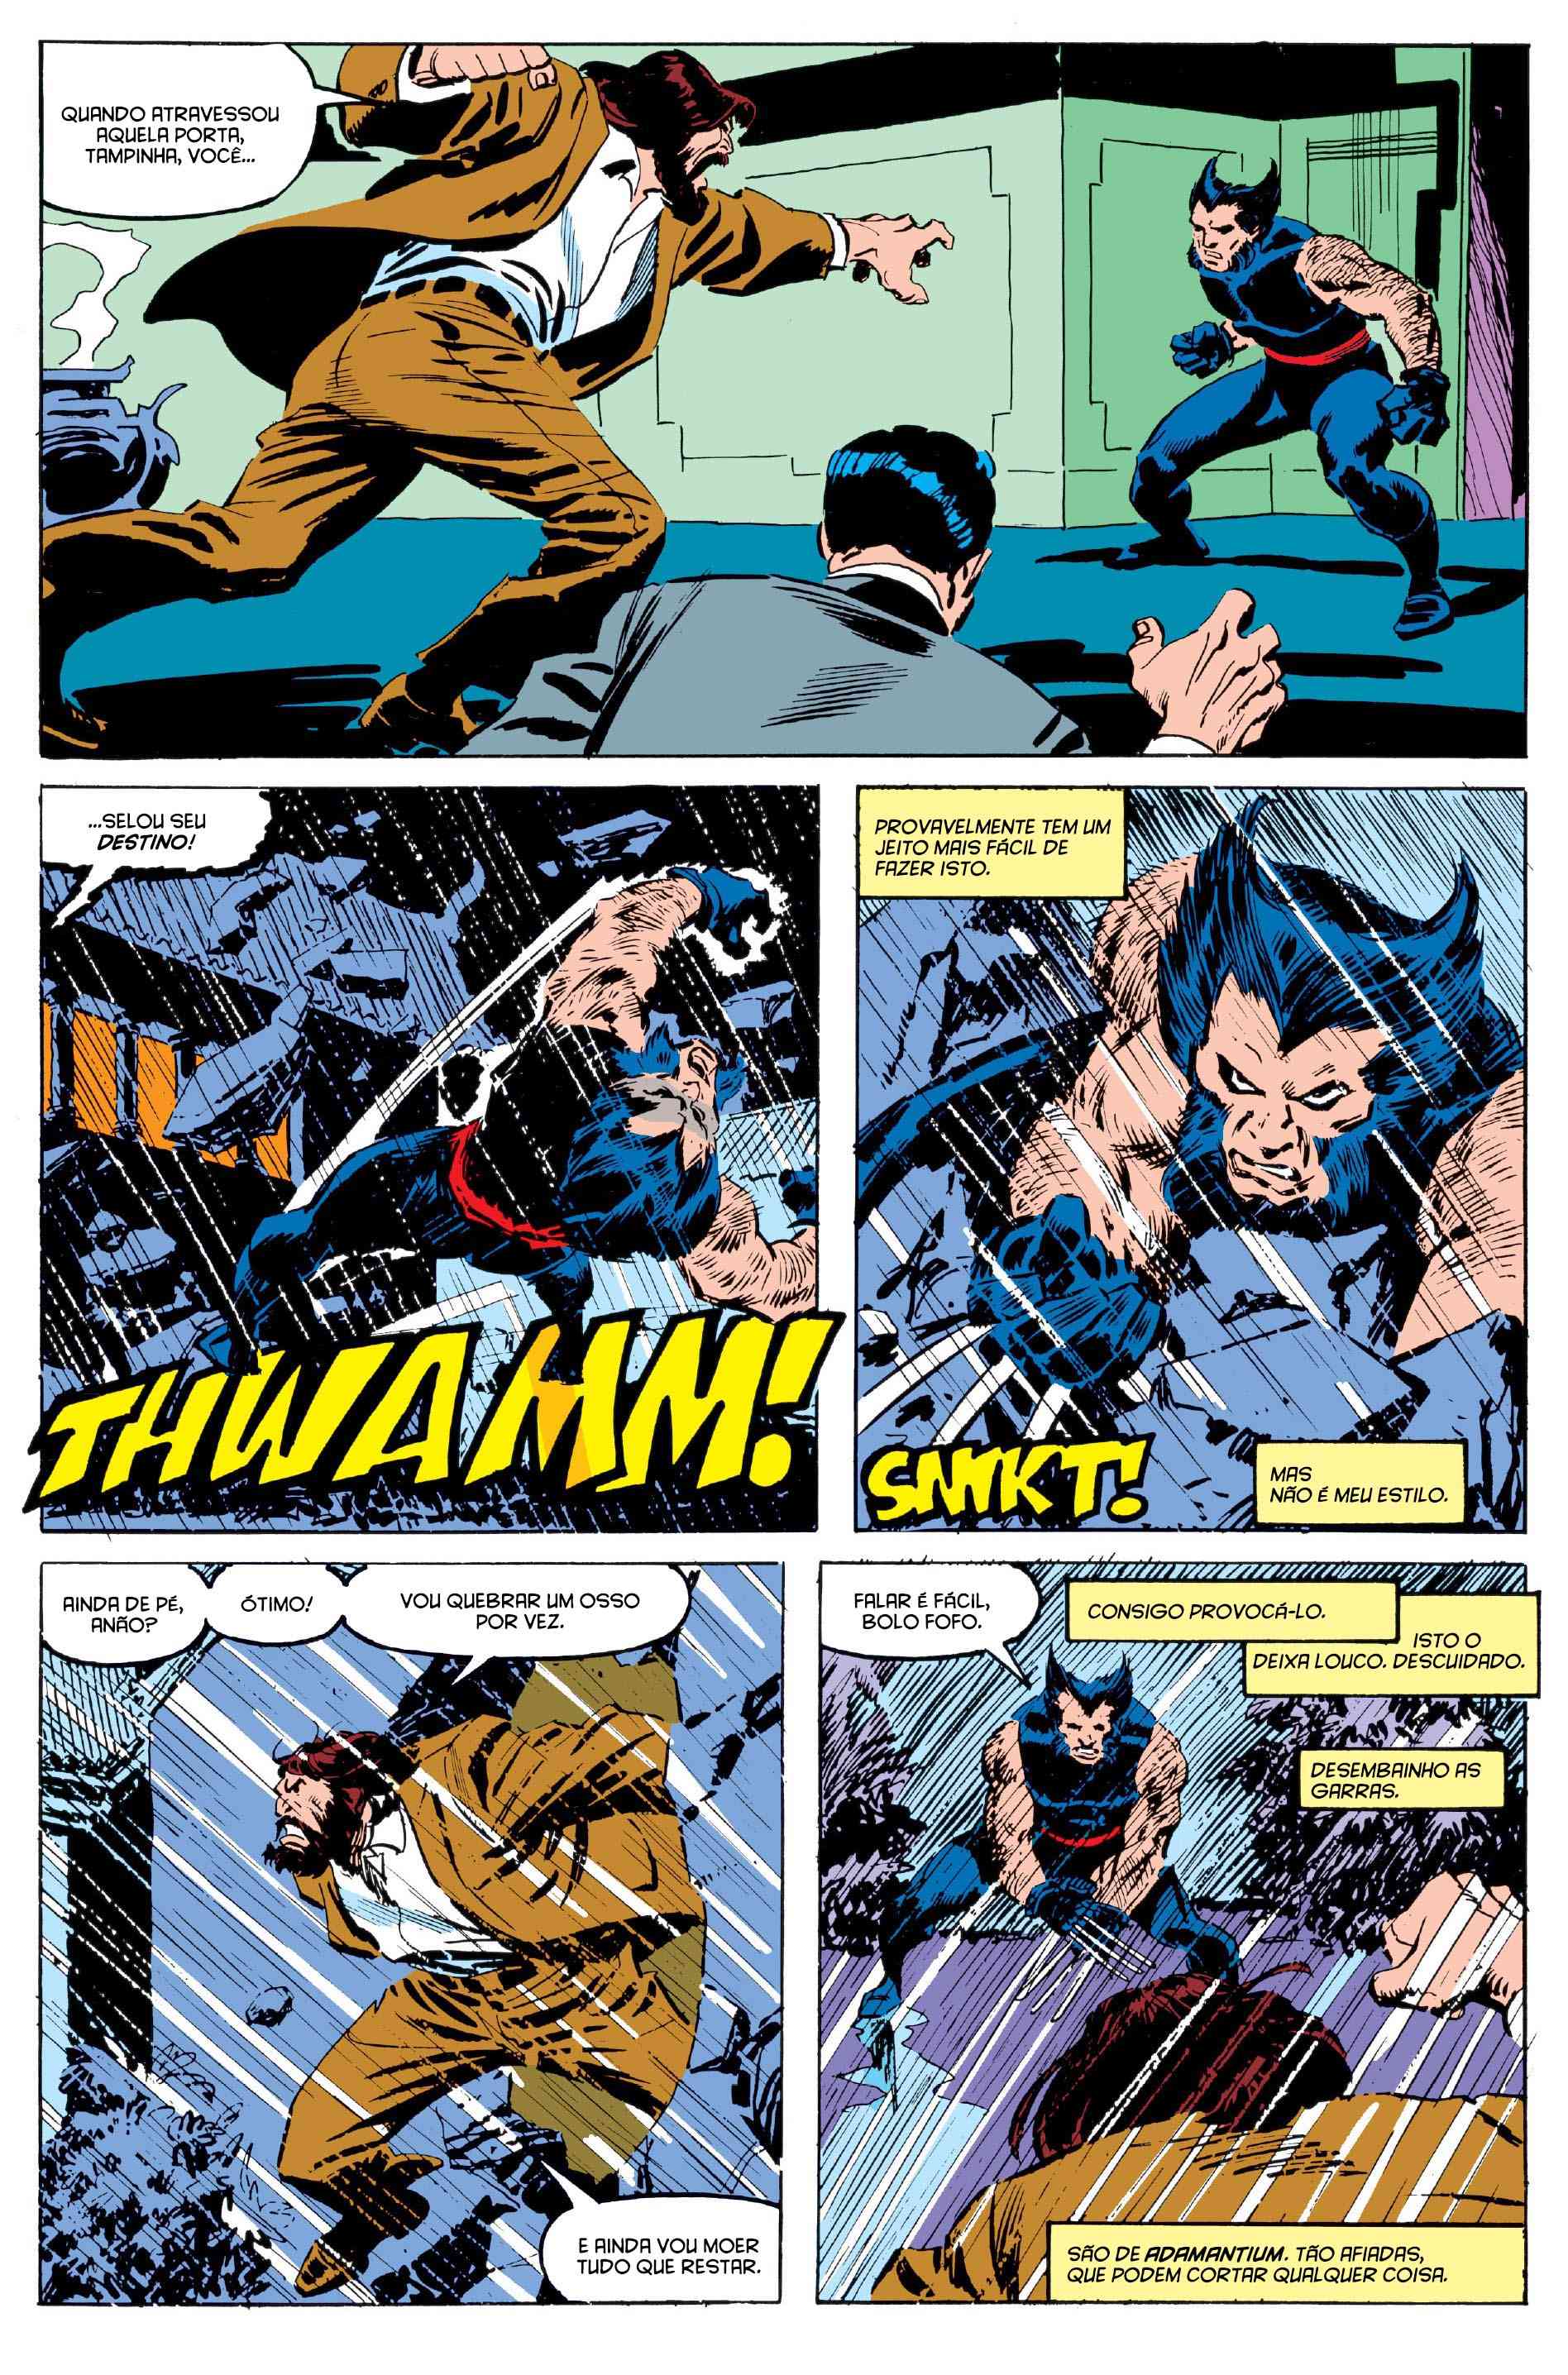 QUANDO ATRAVESSOU
AQUELA PORTA,
TAMPINHA, VOCÊ...
...SELOU SEU
DESTINO!
THWAMM!
PROVAVELMENTE TEM UM
JEITO MAIS FÁCIL DE
FAZER ISTO.
SNIKT!
MAS
NÃO É MEU ESTILO.
AINDA DE PÉ,
ANÃO?
ÓTIMO!
VOU QUEBRAR UM OSSO
POR VEZ.
E AINDA VOU MOER
TUDO QUE RESTAR.
FALAR É FÁCIL,
BOLO FOFO.
CONSIGO PROVOCÁ-LO.
ISTO O
DEIXA LOUCO. DESCUIDADO.
DESEMBAINHO AS
GARRAS.
SÃO DE ADAMANTIUM. TÃO AFIADAS,
QUE PODEM CORTAR QUALQUER COISA.